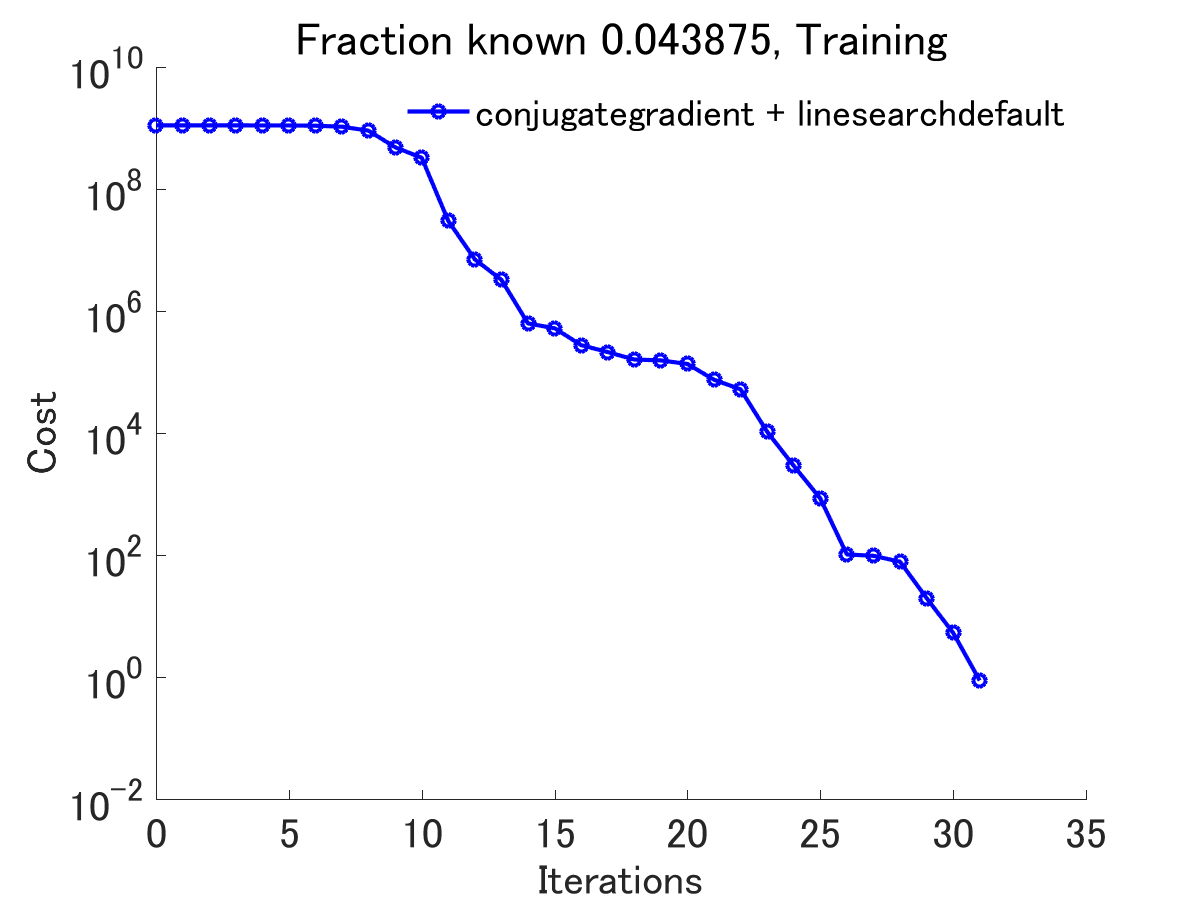 Fraction known 0.043875, Training
conjugategradient + linesearchdefault
Cost
10^10
10^8
10^6
10^4
10^2
10^0
10^-2
0 5 10 15 20 25 30 35
Iterations